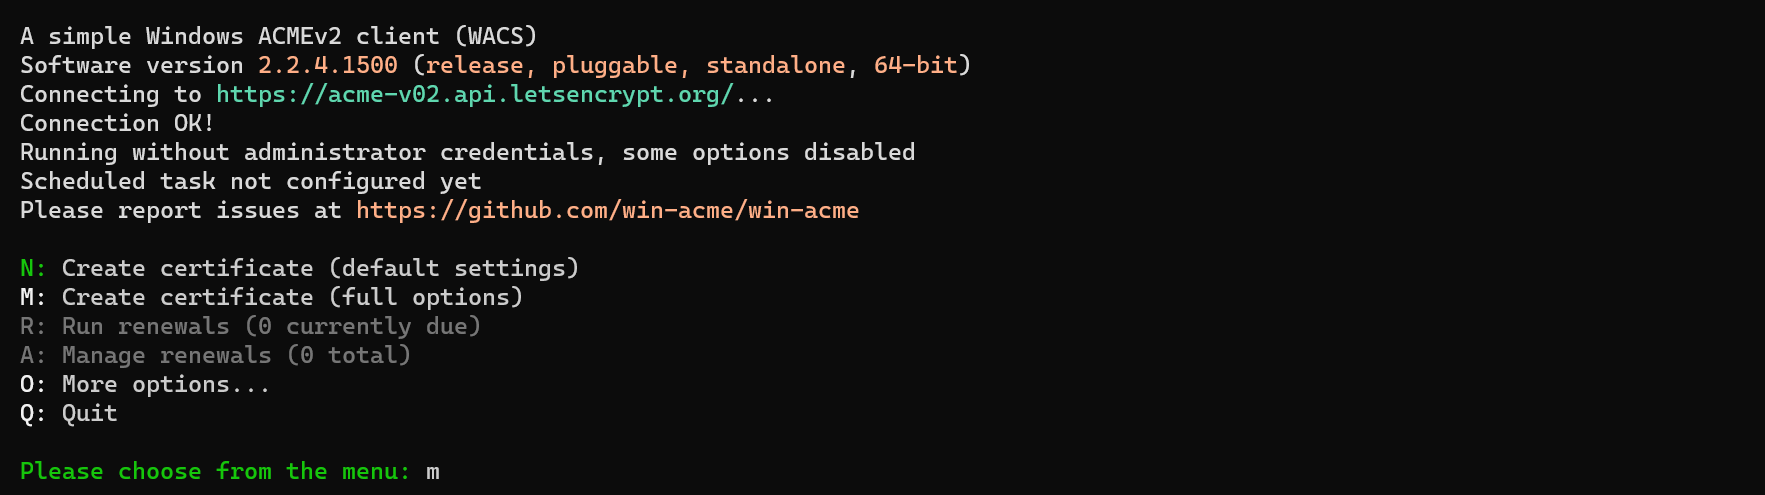 A simple Windows ACMEv2 client (WACS)
Software version 2.2.4.1500 (release, pluggable, standalone, 64-bit)
Connecting to https://acme-v02.api.letsencrypt.org/...
Connection OK!
Running without administrator credentials, some options disabled
Scheduled task not configured yet
Please report issues at https://github.com/win-acme/win-acme
N: Create certificate (default settings)
M: Create certificate (full options)
R: Run renewals (0 currently due)
A: Manage renewals (0 total)
O: More options...
Q: Quit
Please choose from the menu: m